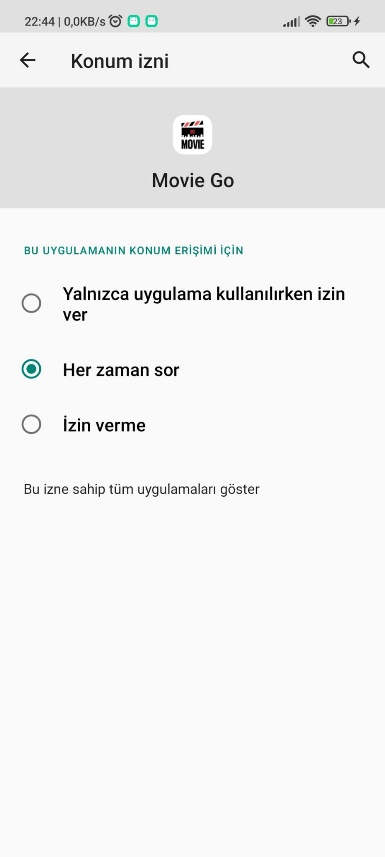 22:44 | 0,0KB/s
23
Konum izni
MOVIE
Movie Go
BU UYGULAMANIN KONUM ERİŞİMİ İÇİN
Yalnızca uygulama kullanılırken izin
ver
Her zaman sor
İzin verme
Bu izne sahip tüm uygulamaları göster